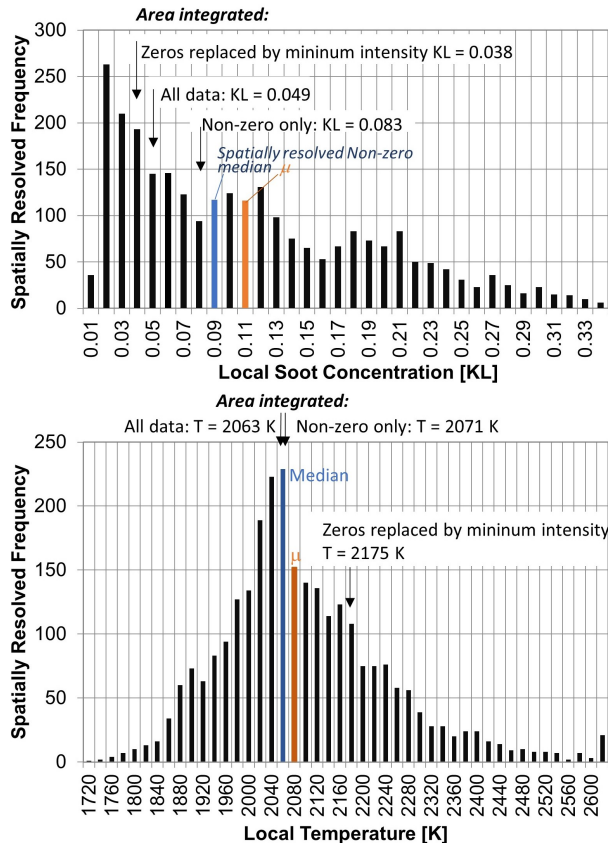 Area integrated:
300
Zeros replaced by mininum intensity KL = 0.038
250
All data: KL = 0.049
200
Non-zero only: KL = 0.083
Spatially resolved Non-zero
median μ
150
100
50
0
Spatially Resolved Frequency
0.01 0.03 0.05 0.07 0.09 0.11 0.13 0.15 0.17 0.19 0.21 0.23 0.25 0.27 0.29 0.31 0.33
Local Soot Concentration [KL]
Area integrated:
All data: T = 2063 K Non-zero only: T = 2071 K
250
Median
200
Zeros replaced by mininum intensity
T = 2175 K
μ
150
100
50
0
Spatially Resolved Frequency
1720 1760 1800 1840 1880 1920 1960 2000 2040 2080 2120 2160 2200 2240 2280 2320 2360 2400 2440 2480 2520 2560 2600
Local Temperature [K]